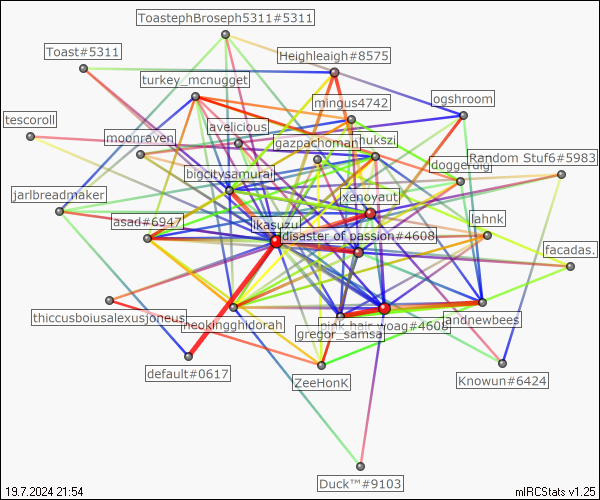 ToastephBroseph5311#5311
Toast#5311
Heighleaigh#8575
turkey_mcnugget
mingus4742
ogshroom
tescoroll
avelicious
moonraven
gazpachoman
hukszi
Random Stuf6#5983
doggerdig
bigcitysamurai
jarlbreadmaker
xenoyaut
asad#6947
ikasuzu
lahnk
disaster of passion#4608
facadas.
thiccusboiusalexusjoneus
neokingghidorah
pink hair woag#4608
andnewbees
gregor_samsa
default#0617
ZeeHonK
Knowun#6424
Duck™#9103
19.7.2024 21:54
mIRCStats v1.25